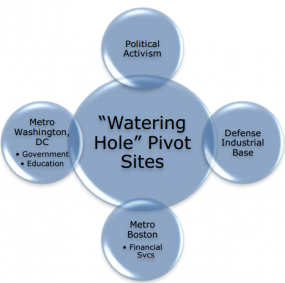 Political
Activism
Metro
Washington,
DC
• Government
• Education
“Watering
Hole” Pivot
Sites
Defense
Industrial
Base
Metro
Boston
• Financial
Svcs